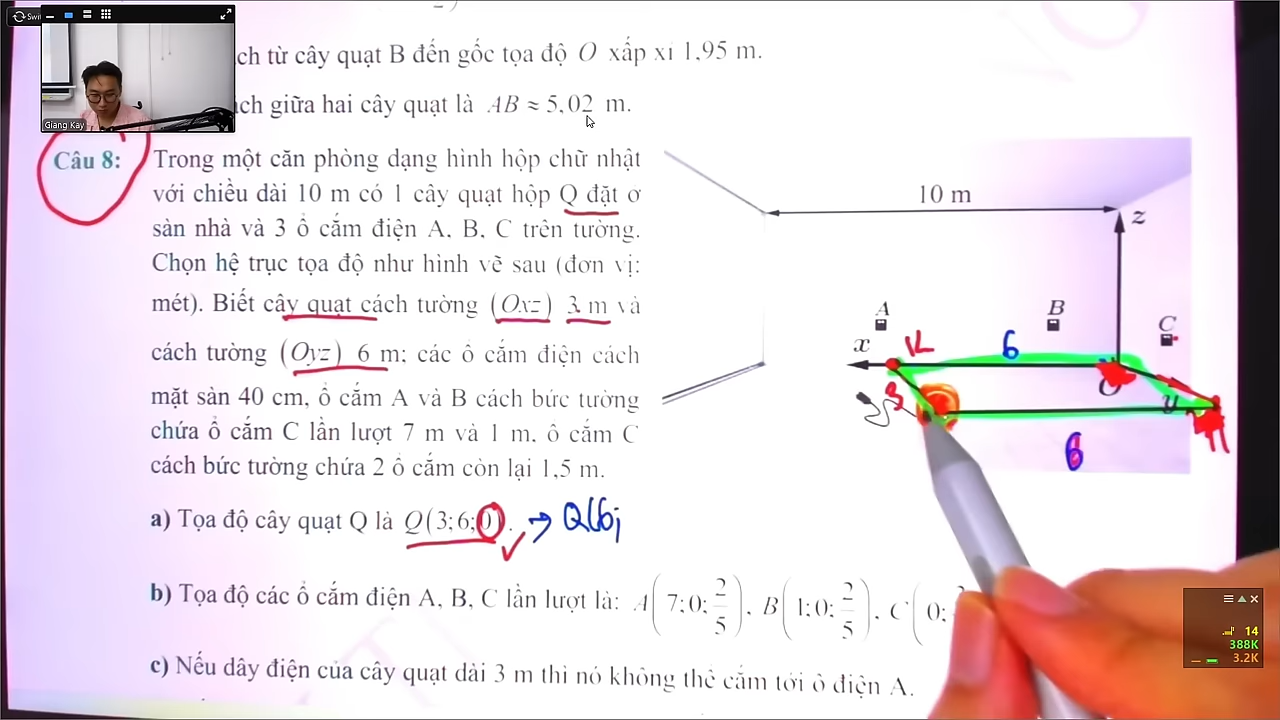 ch từ cây quạt B đến gốc tọa độ O xấp xỉ 1,95 m.
ch giữa hai cây quạt là AB ≈ 5,02 m.
Giang Kay
Câu 8: Trong một căn phòng dạng hình hộp chữ nhật
với chiều dài 10 m có 1 cây quạt hộp Q đặt ở
sàn nhà và 3 ổ cắm điện A, B, C trên tường.
Chọn hệ trục tọa độ như hình vẽ sau (đơn vị:
mét). Biết cây quạt cách tường (Oxz) 3 m và
cách tường (Oyz) 6 m; các ổ cắm điện cách
mặt sàn 40 cm, ổ cắm A và B cách bức tường
chứa ổ cắm C lần lượt 7 m và 1 m, ổ cắm C
cách bức tường chứa 2 ổ cắm còn lại 1,5 m.
10 m
z
A
B
C
x
K
6
O
3
y
H
6
a) Tọa độ cây quạt Q là Q(3;6;0). → Q(6;
b) Tọa độ các ổ cắm điện A, B, C lần lượt là: A(7;0;2/5), B(1;0;2/5), C(0;
c) Nếu dây điện của cây quạt dài 3 m thì nó không thể cắm tới ổ điện A.
14
388K
3.2K